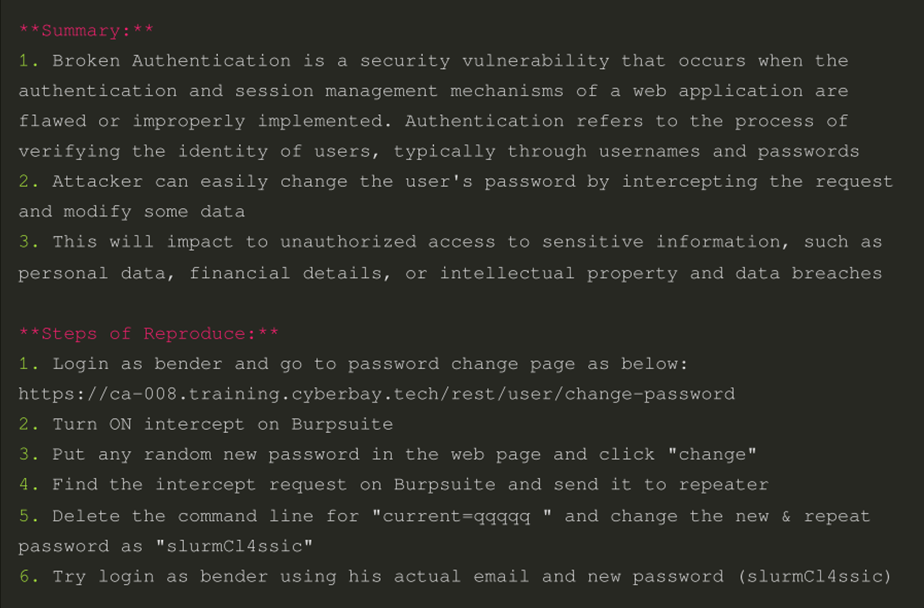 **Summary:**
1. Broken Authentication is a security vulnerability that occurs when the
authentication and session management mechanisms of a web application are
flawed or improperly implemented. Authentication refers to the process of
verifying the identity of users, typically through usernames and passwords
2. Attacker can easily change the user's password by intercepting the request
and modify some data
3. This will impact to unauthorized access to sensitive information, such as
personal data, financial details, or intellectual property and data breaches
**Steps of Reproduce:**
1. Login as bender and go to password change page as below:
https://ca-008.training.cyberbay.tech/rest/user/change-password
2. Turn ON intercept on Burpsuite
3. Put any random new password in the web page and click "change"
4. Find the intercept request on Burpsuite and send it to repeater
5. Delete the command line for "current=qqqqq " and change the new & repeat
password as "slurmCl4ssic"
6. Try login as bender using his actual email and new password (slurmCl4ssic)